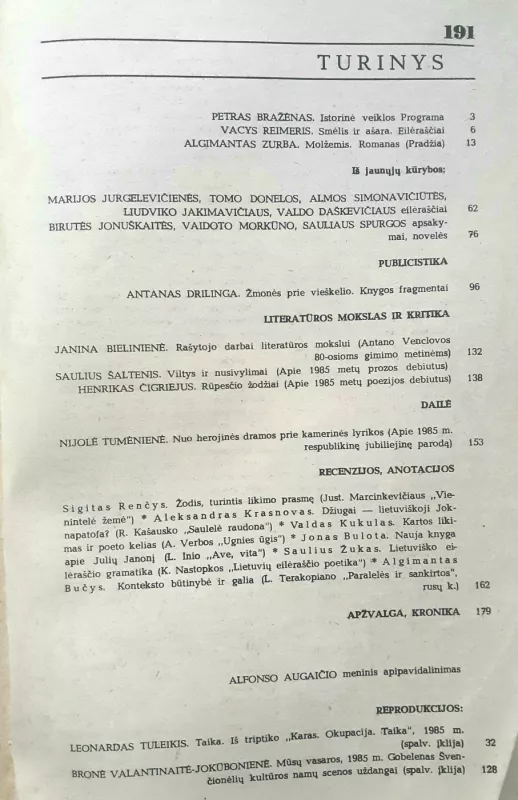 191
TURINYS
PETRAS BRAŽĖNAS. Istorinė veiklos Programa 3
VACYS REIMERIS. Smėlis ir ašara. Eilėraščiai 6
ALGIMANTAS ZURBA. Molžemis. Romanas (Pradžia) 13
Iš jaunųjų kūrybos:
MARIJOS JURGELEVIČIENĖS, TOMO DONELOS, ALMOS SIMONAVIČIŪTĖS,
LIUDVIKO JAKIMAVIČIAUS, VALDO DAŠKEVIČIAUS eilėraščiai 62
BIRUTĖS JONUŠKAITĖS, VAIDOTO MORKŪNO, SAULIAUS SPURGOS apsaky-
mai, novelės 76
PUBLICISTIKA
ANTANAS DRILINGA. Žmonės prie vieškelio. Knygos fragmentai 96
LITERATŪROS MOKSLAS IR KRITIKA
JANINA BIELINIENĖ. Rašytojo darbai literatūros mokslui (Antano Venclovos
80-osioms gimimo metinėms) 132
SAULIUS ŠALTENIS. Viltys ir nusivylimai (Apie 1985 metų prozos debiutus)
HENRIKAS ČIGRIEJUS. Rūpesčio žodžiai (Apie 1985 metų poezijos debiutus) 138
DAILĖ
NIJOLĖ TUMĖNIENĖ. Nuo herojinės dramos prie kamerinės lyrikos (Apie 1985 m.
respublikinę jubiliejinę parodą) 153
RECENZIJOS, ANOTACIJOS
Sigitas Renčys. Žodis, turintis likimo prasmę (Just. Marcinkevičiaus „Vie-
nintelė žemė") * Aleksandras Krasnovas. Džiugai — lietuviškoji Jok-
napatofa? (R. Kašausko „Saulelė raudona") * Valdas Kukulas. Kartos liki-
mas ir poeto kelias (A. Verbos „Ugnies ūgis") * Jonas Bulota. Nauja knyga
apie Julių Janonį (L. Inio „Ave, vita") * Saulius Žukas. Lietuviško ei-
lėraščio gramatika (K. Nastopkos „Lietuvių eilėraščio poetika") * Algimantas
Bučys. Konteksto būtinybė ir galia (L. Terakopiano „Paralelės ir sankirtos",
rusų k.) 162
APŽVALGA, KRONIKA 179
ALFONSO AUGAIČIO meninis apipavidalinimas
REPRODUKCIJOS:
LEONARDAS TULEIKIS. Taika. Iš triptiko „Karas. Okupacija. Taika", 1985 m.
(spalv. įklija) 32
BRONĖ VALANTINAITĖ-JOKŪBONIENĖ. Mūsų vasaros, 1985 m. Gobelenas Šven-
čionėlių kultūros namų scenos uždangai (spalv. įklija) 128